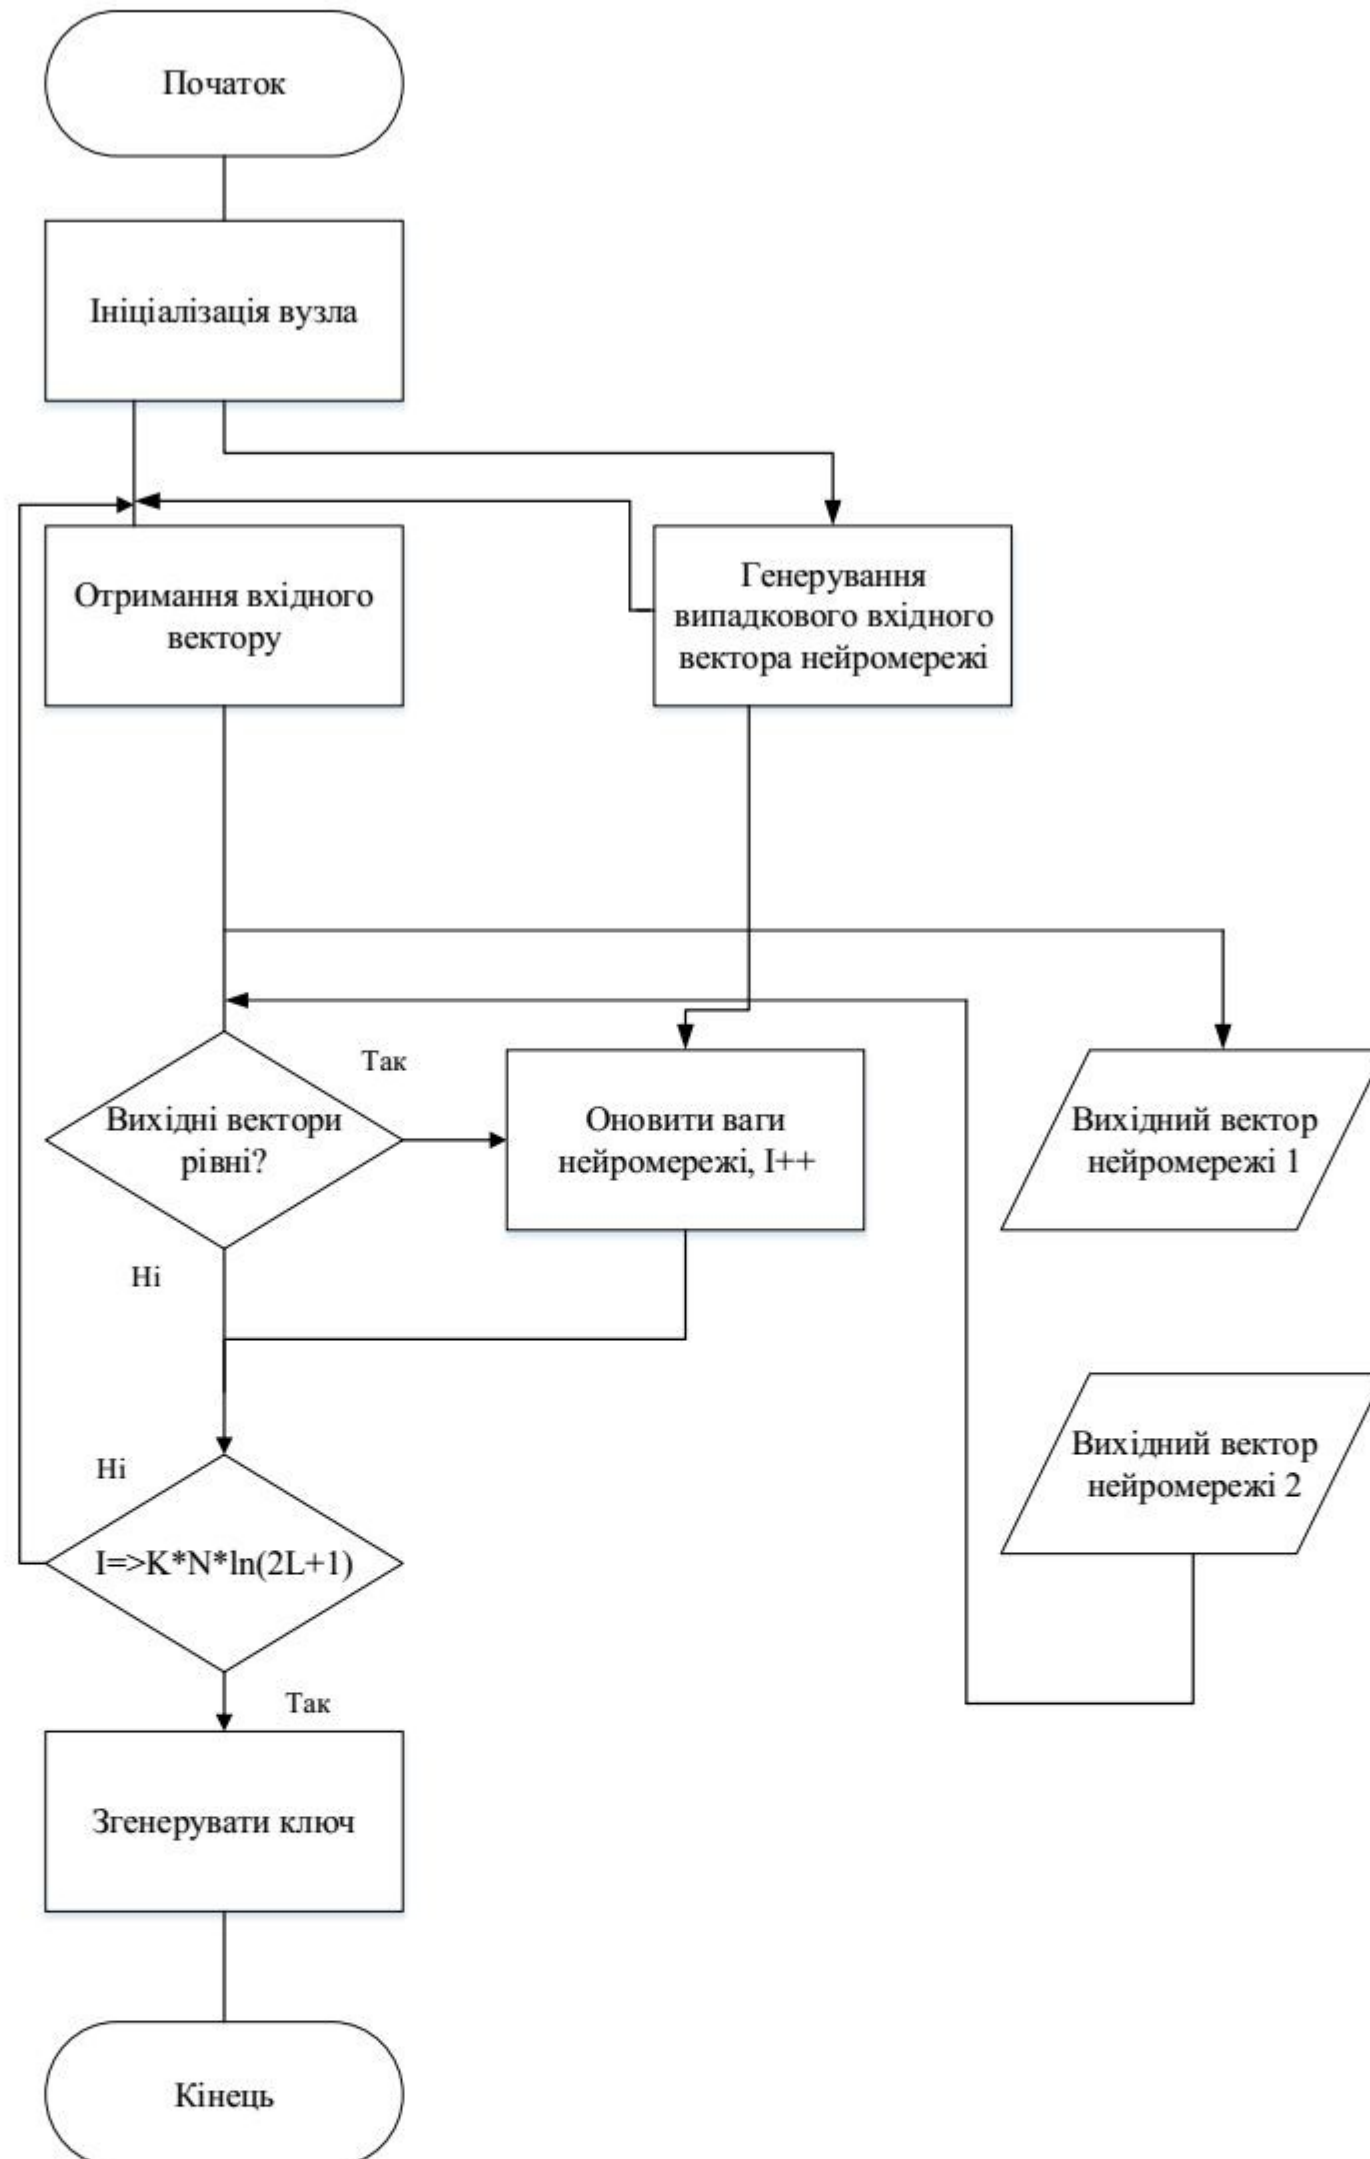 Початок
Ініціалізація вузла
Отримання вхідного
вектору
Генерування
випадкового вхідного
вектора нейромережі
Так
Вихідні вектори
рівні?
Оновити ваги
нейромережі, I++
Вихідний вектор
нейромережі 1
Ні
Вихідний вектор
нейромережі 2
Ні
I=>K*N*ln(2L+1)
Так
Згенерувати ключ
Кінець